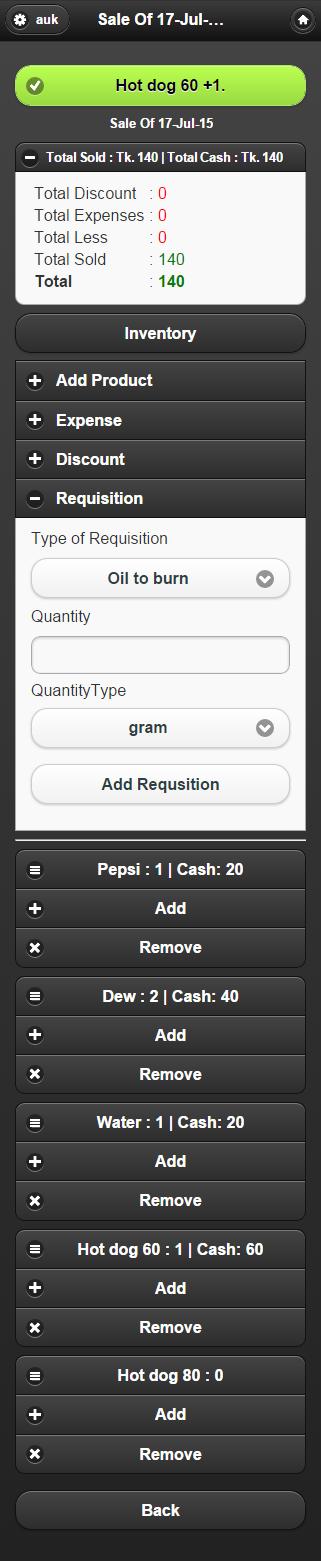 auk
Sale Of 17-Jul-...
Hot dog 60 +1.
Sale Of 17-Jul-15
Total Sold : Tk. 140 | Total Cash : Tk. 140
Total Discount : 0
Total Expenses : 0
Total Less : 0
Total Sold : 140
Total : 140
Inventory
Add Product
Expense
Discount
Requisition
Type of Requisition
Oil to burn
Quantity
QuantityType
gram
Add Requsition
Pepsi : 1 | Cash: 20
Add
Remove
Dew : 2 | Cash: 40
Add
Remove
Water : 1 | Cash: 20
Add
Remove
Hot dog 60 : 1 | Cash: 60
Add
Remove
Hot dog 80 : 0
Add
Remove
Back